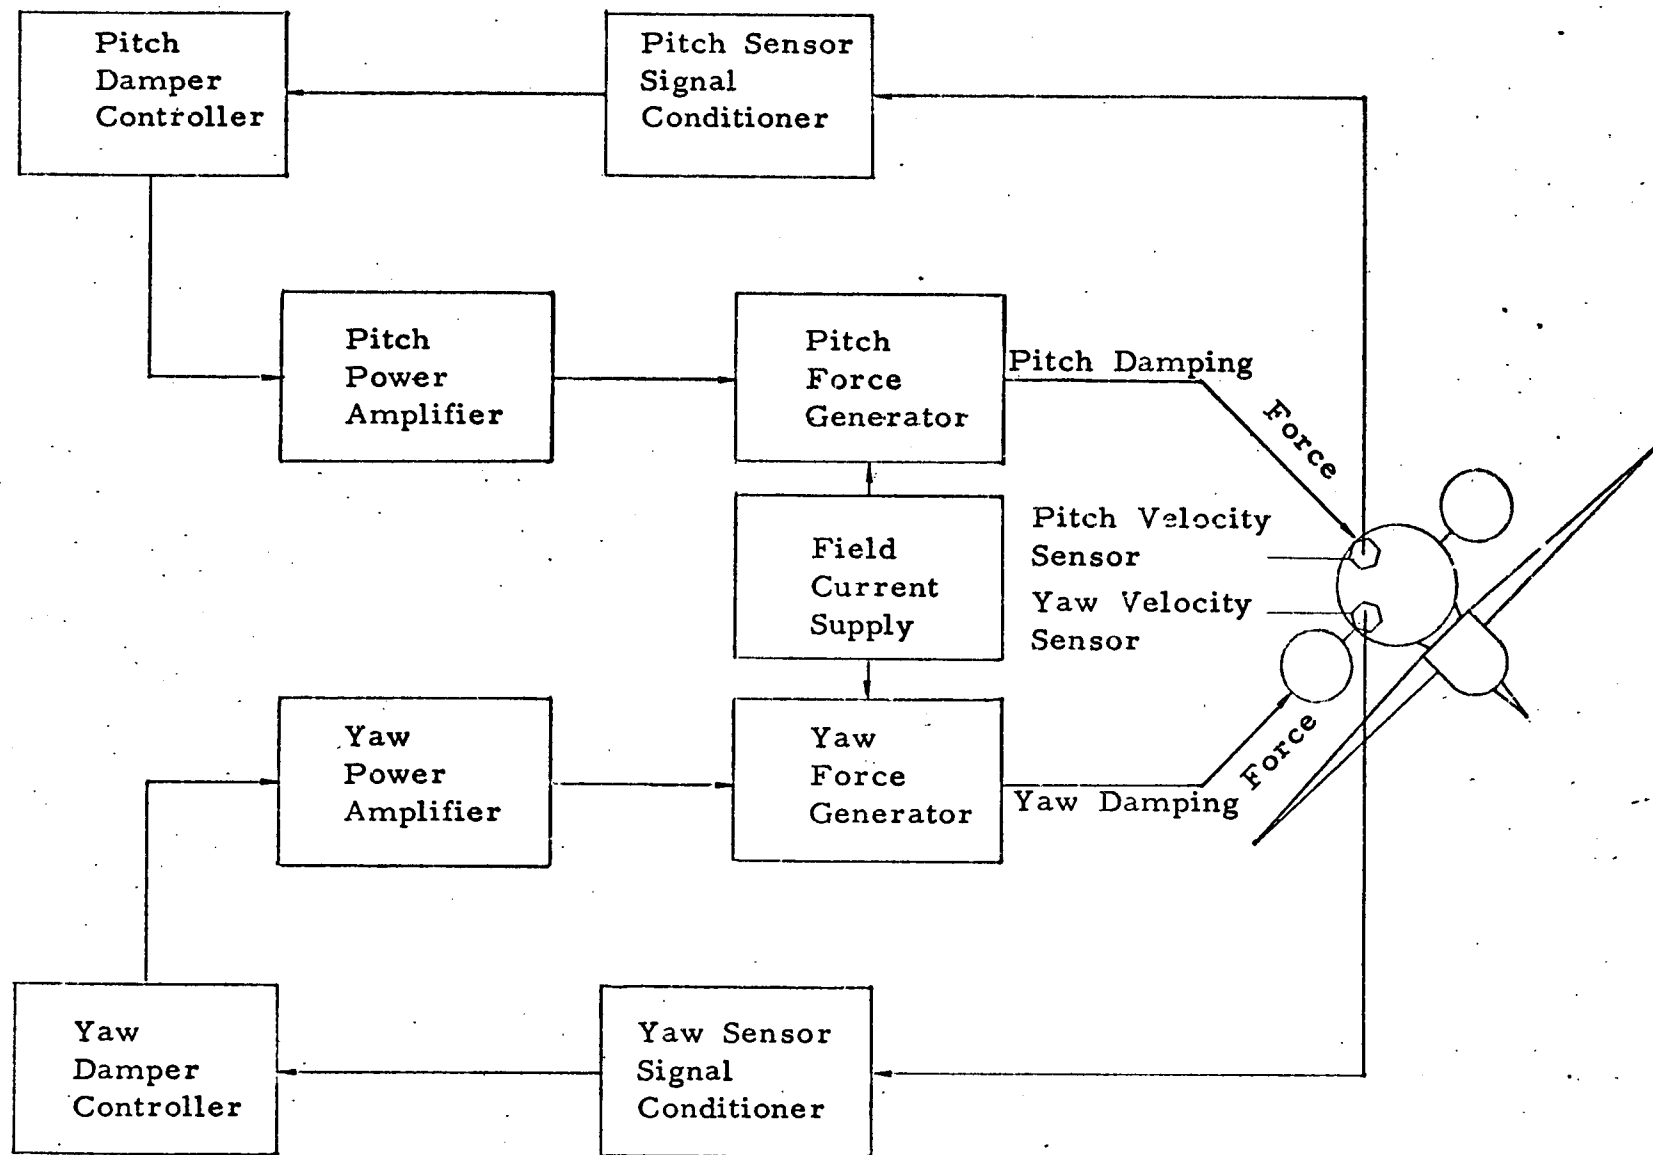 Pitch
Damper
Controller
Pitch Sensor
Signal
Conditioner
Pitch
Power
Amplifier
Pitch
Force
Generator
Pitch Damping
Force
Field
Current
Supply
Pitch Velocity
Sensor
Yaw Velocity
Sensor
Yaw
Power
Amplifier
Yaw
Force
Generator
Yaw Damping
Force
Yaw
Damper
Controller
Yaw Sensor
Signal
Conditioner